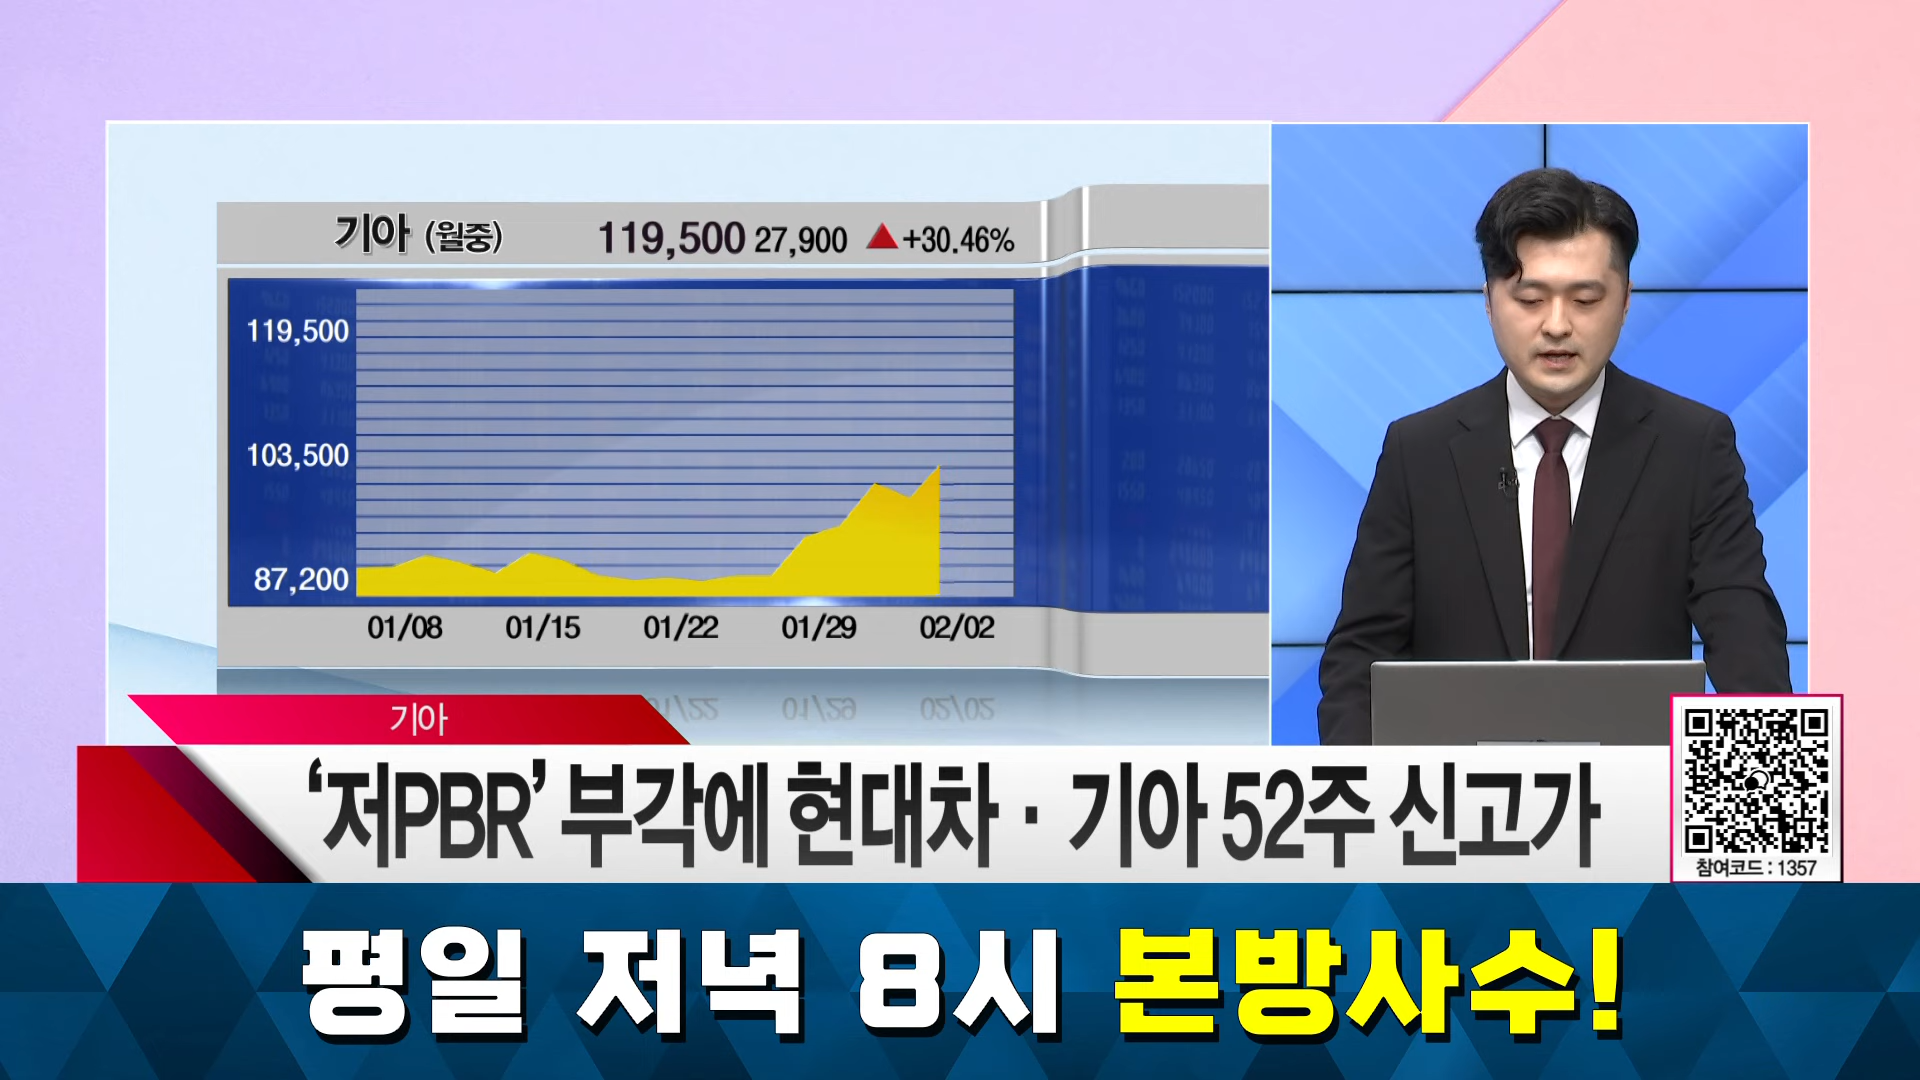 기아 (월중) 119,500 27,900 ▲+30.46%
119,500
103,500
87,200
01/08 01/15 01/22 01/29 02/02
기아
‘저PBR’ 부각에 현대차 · 기아 52주 신고가
참여코드 : 1357
평일 저녁 8시 본방사수!